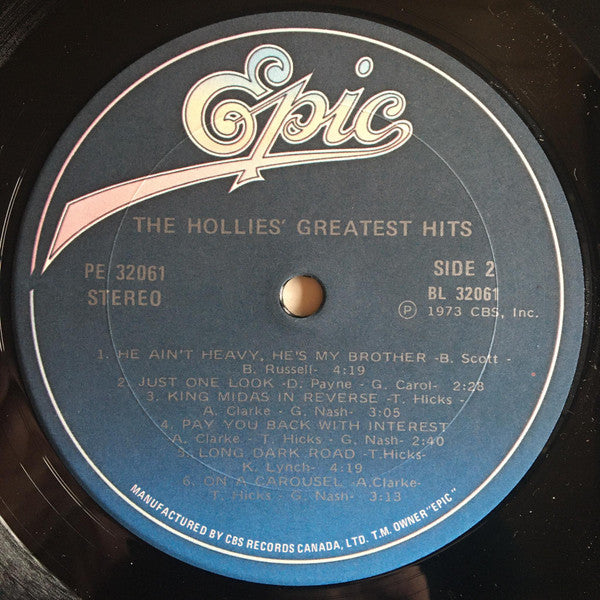 Epic
THE HOLLIES' GREATEST HITS
PE 32061
STEREO
SIDE 2
BL 32061
Ⓟ 1973 CBS, Inc.
1. HE AIN'T HEAVY, HE'S MY BROTHER -B. Scott -
B. Russell- 4:19
2. JUST ONE LOOK -D. Payne - G. Carol- 2:23
3. KING MIDAS IN REVERSE -T. Hicks -
A. Clarke - G. Nash- 3:05
4. PAY YOU BACK WITH INTEREST
A. Clarke - T. Hicks - G. Nash- 2:40
5. LONG DARK ROAD -T.Hicks-
K. Lynch- 4:19
6. ON A CAROUSEL -A.Clarke-
T. Hicks - G. Nash- 3:13
MANUFACTURED BY CBS RECORDS CANADA, LTD. T.M. OWNER "EPIC"